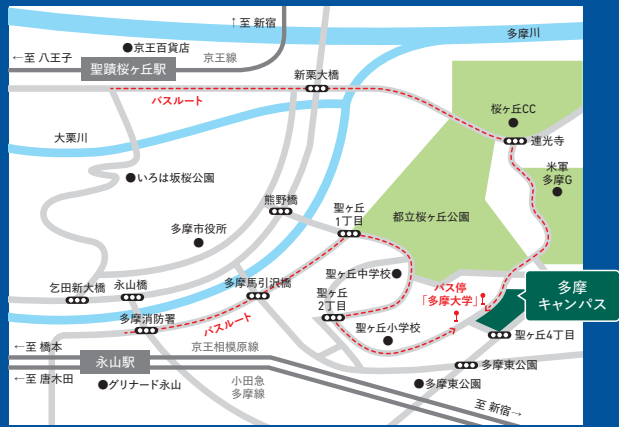 ↑至 新宿
多摩川
●京王百貨店
←至 八王子
京王線
聖蹟桜ヶ丘駅
新栗大橋
バスルート
桜ヶ丘CC
連光寺
大栗川
米軍
多摩G
いろは坂桜公園
熊野橋
聖ヶ丘
1丁目
都立桜ヶ丘公園
多摩市役所
聖ヶ丘中学校
バス停
「多摩大学」
多摩
キャンパス
乞田新大橋
永山橋
多摩馬引沢橋
聖ヶ丘
2丁目
多摩消防署
バスルート
聖ヶ丘小学校
聖ヶ丘4丁目
←至 橋本
京王相模原線
永山駅
多摩東公園
←至 唐木田
グリナード永山
小田急
多摩線
多摩東公園
至 新宿→